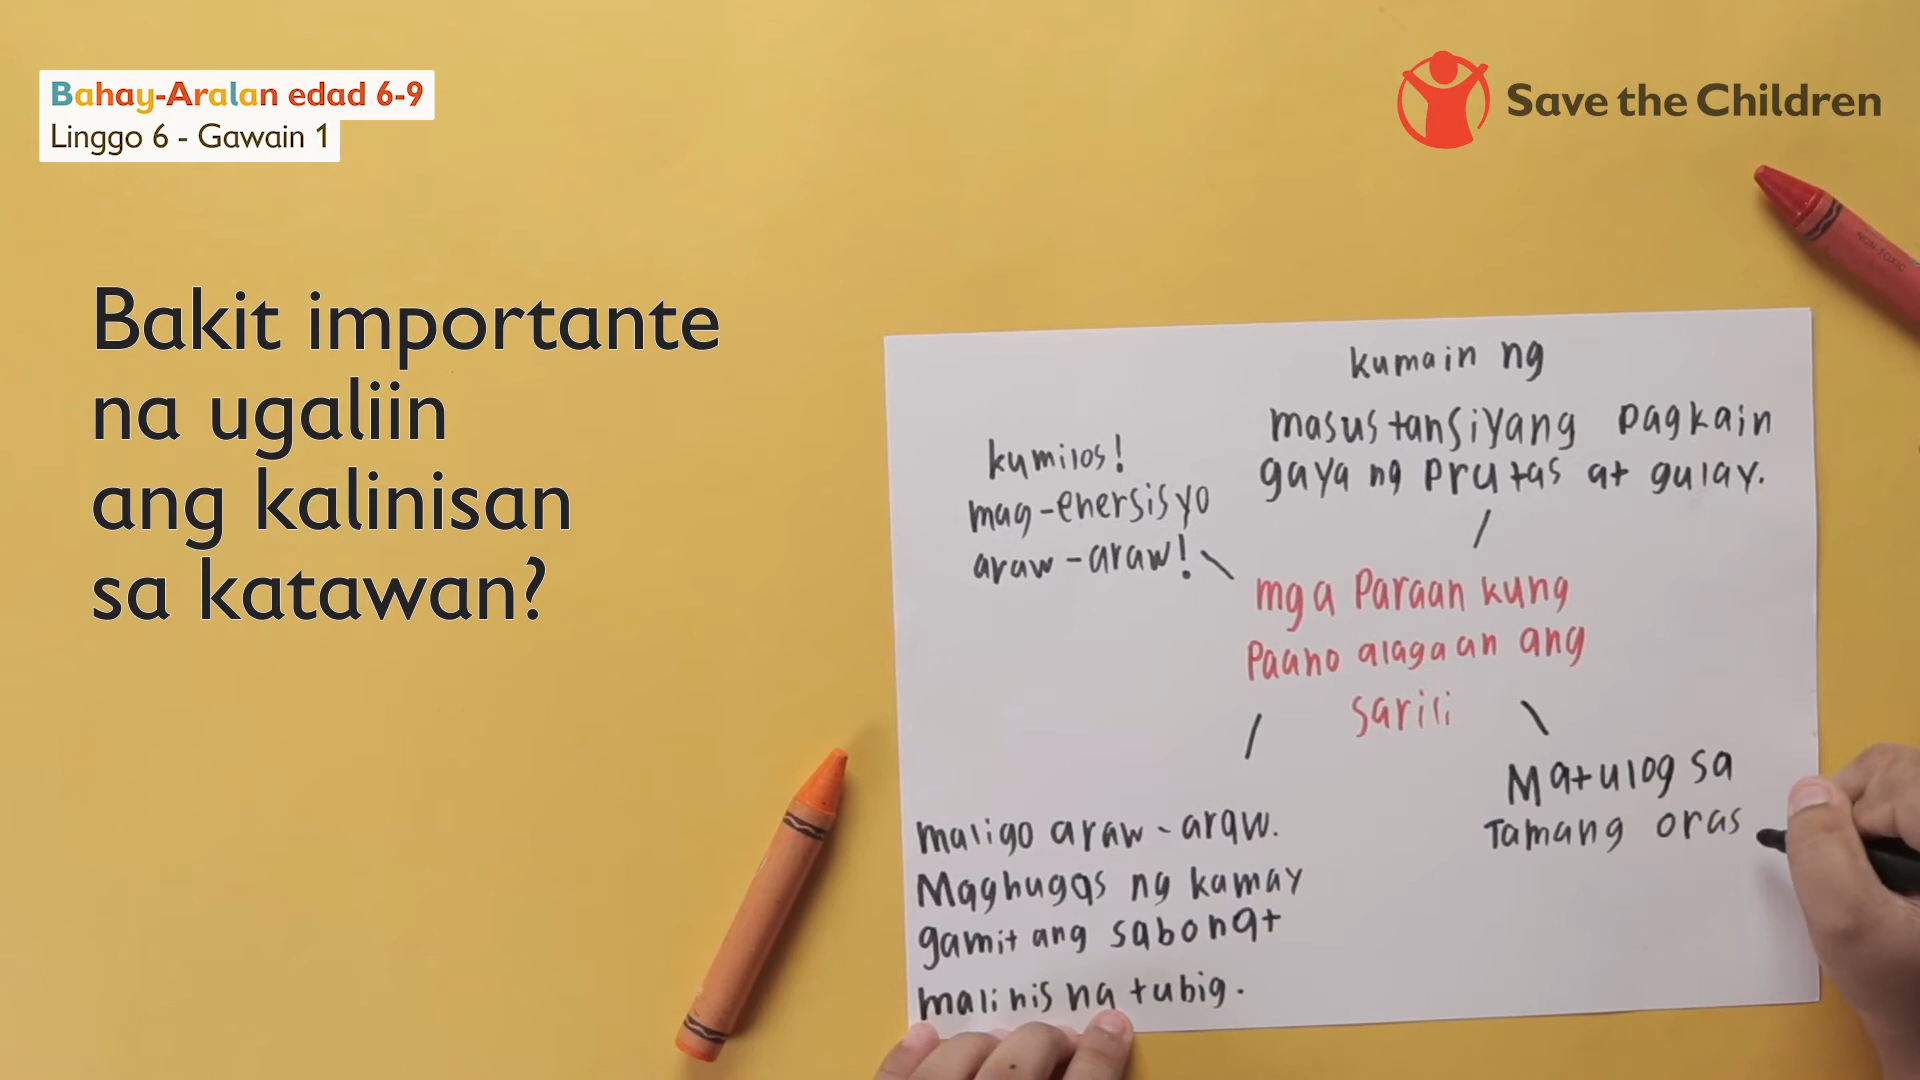 Bahay-Aralan edad 6-9
Linggo 6 - Gawain 1
Save the Children
Bakit importante
na ugaliin
ang kalinisan
sa katawan?
kumilos!
mag-ehersisyo
araw-araw!
kumain ng
masustansiyang pagkain
gaya ng prutas at gulay.
mga Paraan kung
Paano alagaan ang
sarili
maligo araw-araw.
Maghugas ng kamay
gamit ang sabon at
malinis na tubig.
Matulog sa
Tamang oras
NON-TOXIC